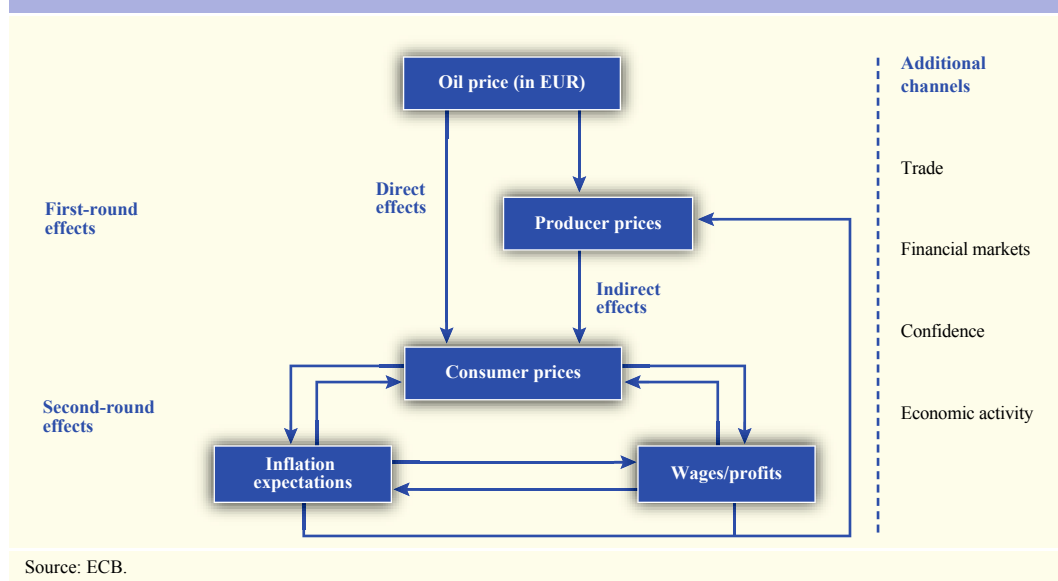 Oil price (in EUR)
Additional
channels
Trade
Direct
effects
First-round
effects
Producer prices
Financial markets
Indirect
effects
Confidence
Consumer prices
Second-round
effects
Economic activity
Inflation
expectations
Wages/profits
Source: ECB.